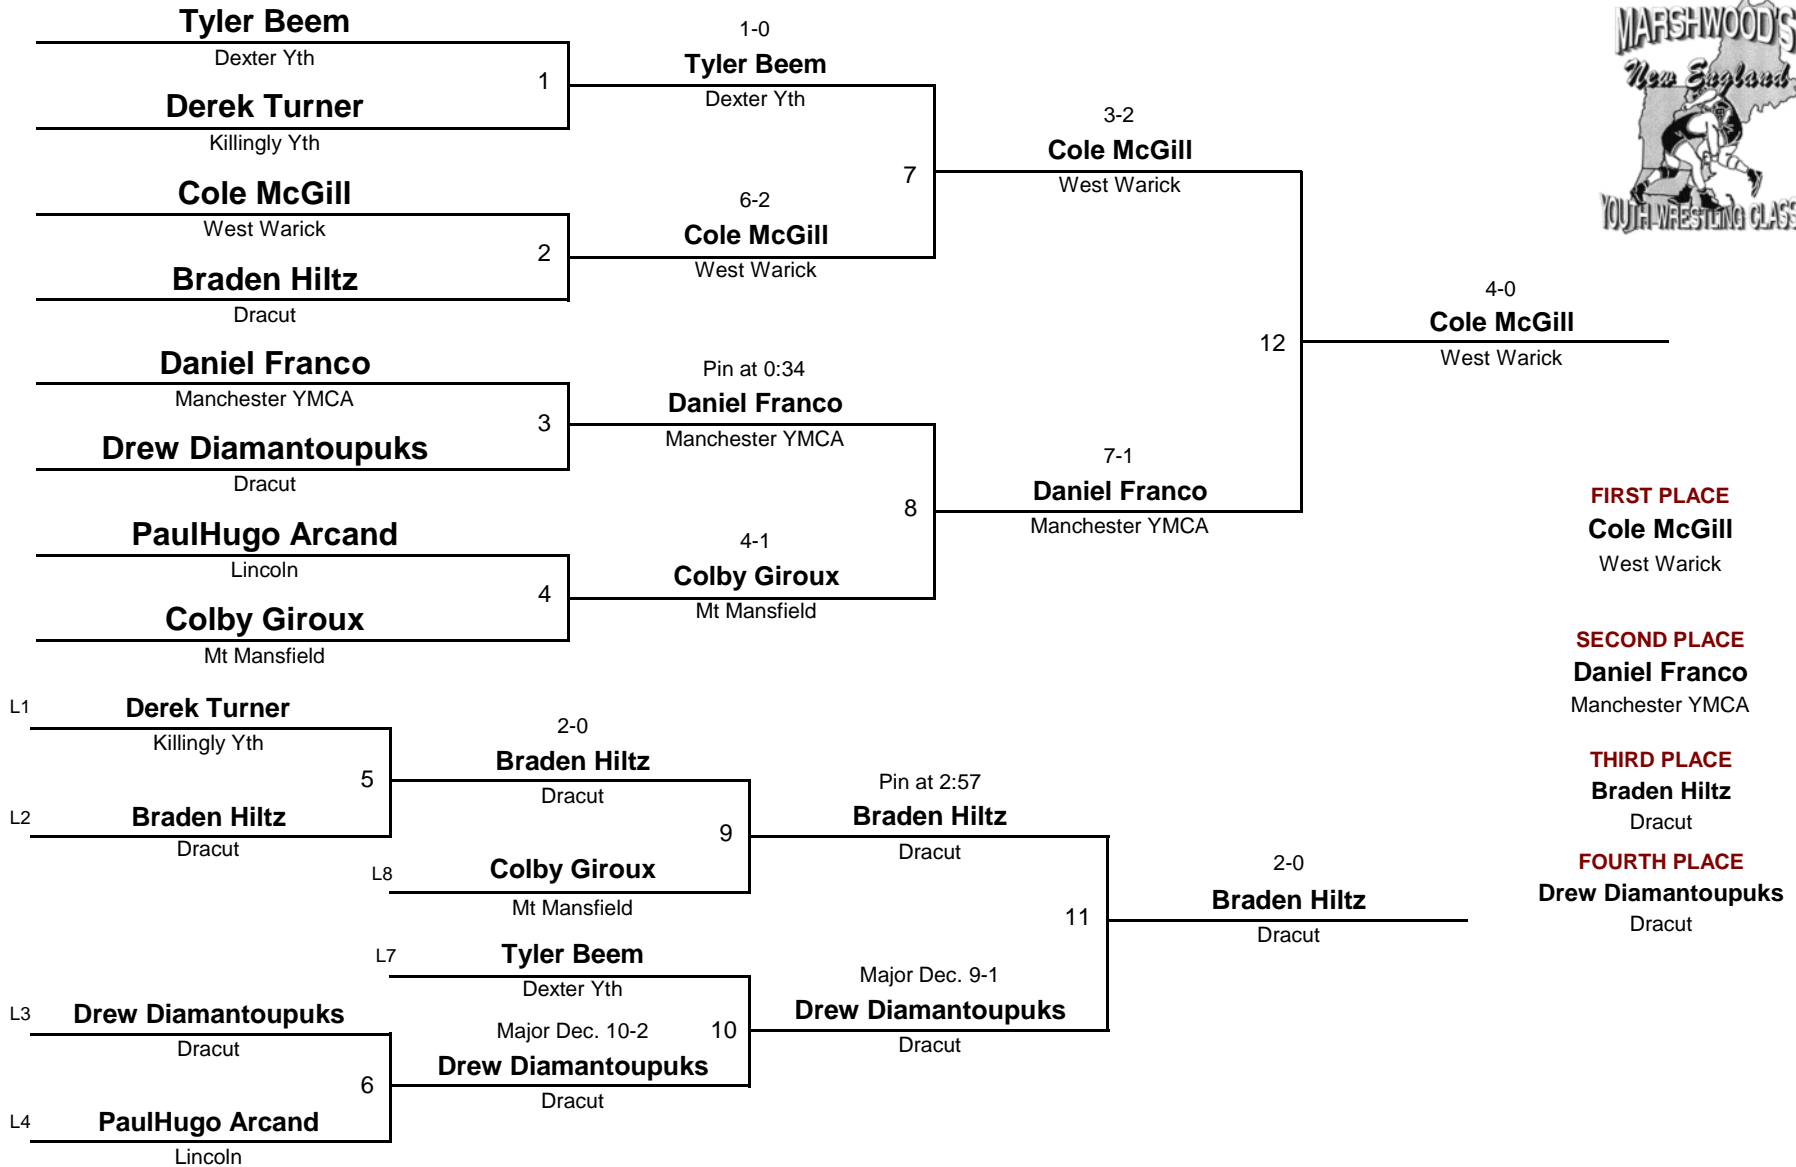 Tyler Beem
Dexter Yth
1
Derek Turner
Killingly Yth
Cole McGill
West Warick
2
Braden Hiltz
Dracut
Daniel Franco
Manchester YMCA
3
Drew Diamantoupuks
Dracut
PaulHugo Arcand
Lincoln
4
Colby Giroux
Mt Mansfield
1-0
Tyler Beem
Dexter Yth
7
6-2
Cole McGill
West Warick
Pin at 0:34
Daniel Franco
Manchester YMCA
8
4-1
Colby Giroux
Mt Mansfield
3-2
Cole McGill
West Warick
12
7-1
Daniel Franco
Manchester YMCA
4-0
Cole McGill
West Warick
MARSHWOOD'S
New England
YOUTH WRESTLING CLASS
FIRST PLACE
Cole McGill
West Warick
SECOND PLACE
Daniel Franco
Manchester YMCA
THIRD PLACE
Braden Hiltz
Dracut
FOURTH PLACE
Drew Diamantoupuks
Dracut
L1
Derek Turner
Killingly Yth
5
L2
Braden Hiltz
Dracut
2-0
Braden Hiltz
Dracut
9
L8
Colby Giroux
Mt Mansfield
L7
Tyler Beem
Dexter Yth
L3
Drew Diamantoupuks
Dracut
6
L4
PaulHugo Arcand
Lincoln
Major Dec. 10-2
10
Drew Diamantoupuks
Dracut
Pin at 2:57
Braden Hiltz
Dracut
11
Major Dec. 9-1
Drew Diamantoupuks
Dracut
2-0
Braden Hiltz
Dracut